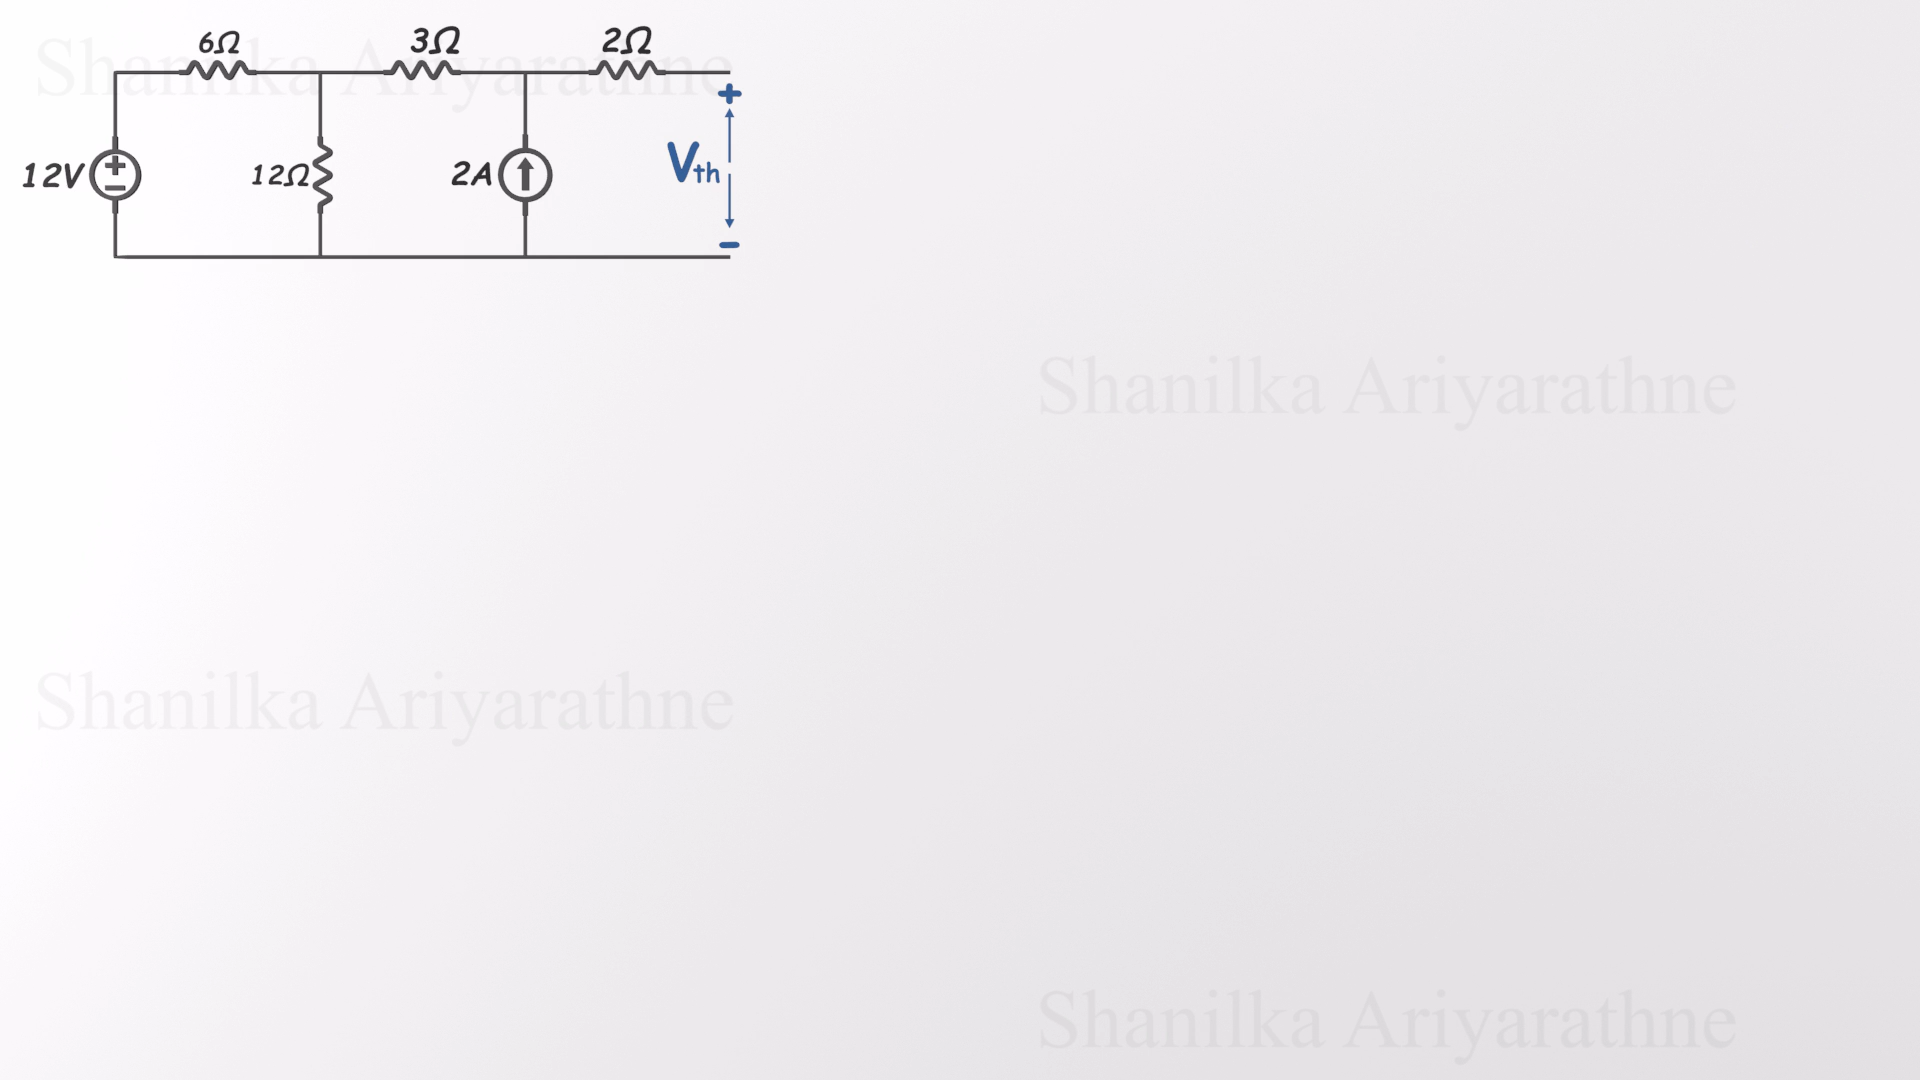 6Ω 3Ω 2Ω
Shanilka Ariyarathne
+
12V + − 12Ω 2A Vth
−
Shanilka Ariyarathne
Shanilka Ariyarathne
Shanilka Ariyarathne